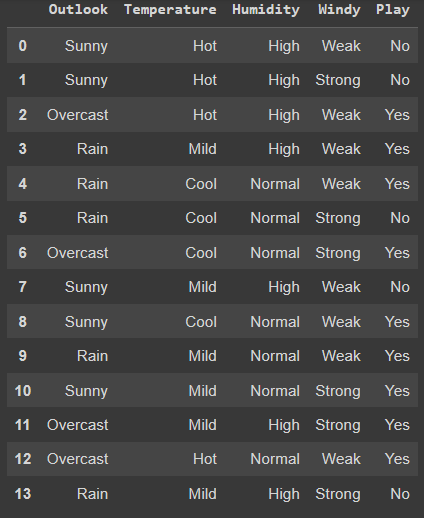 Outlook Temperature Humidity Windy Play
0 Sunny Hot High Weak No
1 Sunny Hot High Strong No
2 Overcast Hot High Weak Yes
3 Rain Mild High Weak Yes
4 Rain Cool Normal Weak Yes
5 Rain Cool Normal Strong No
6 Overcast Cool Normal Strong Yes
7 Sunny Mild High Weak No
8 Sunny Cool Normal Weak Yes
9 Rain Mild Normal Weak Yes
10 Sunny Mild Normal Strong Yes
11 Overcast Mild High Strong Yes
12 Overcast Hot Normal Weak Yes
13 Rain Mild High Strong No